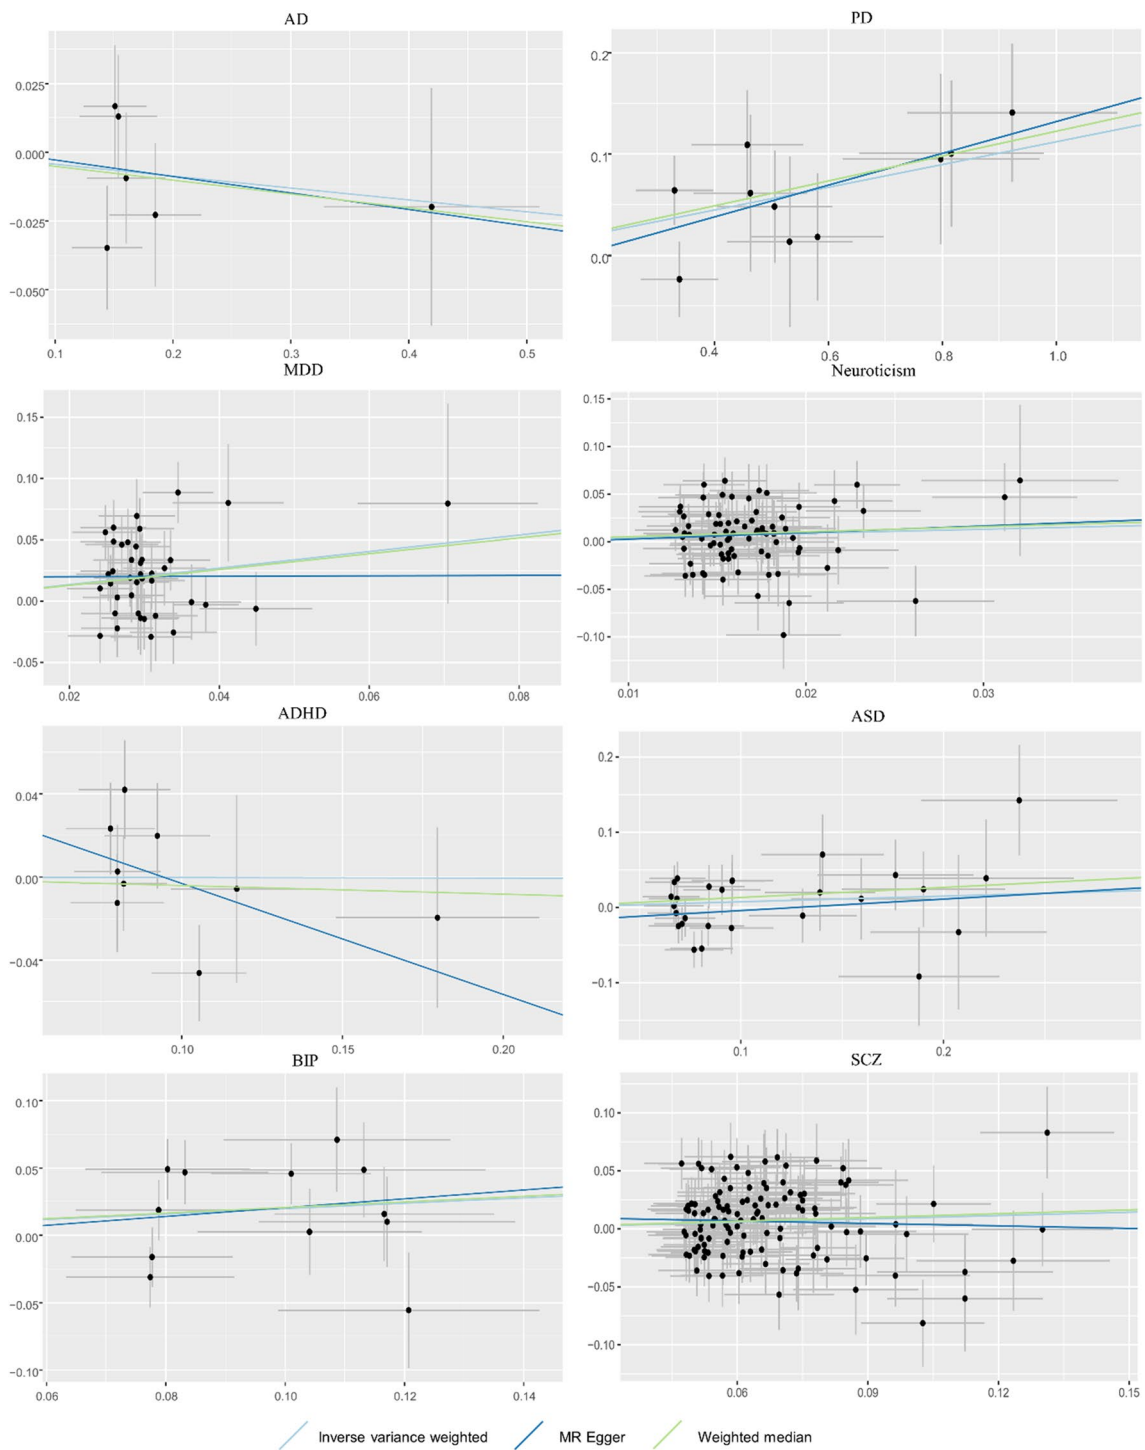 AD
0.025
0.000
−0.025
−0.050
0.1 0.2 0.3 0.4 0.5
PD
0.2
0.1
0.0
0.4 0.6 0.8 1.0
MDD
0.15
0.10
0.05
0.00
-0.05
0.02 0.04 0.06 0.08
Neuroticism
0.15
0.10
0.05
0.00
−0.05
−0.10
0.01 0.02 0.03
ADHD
0.04
0.00
−0.04
0.10 0.15 0.20
ASD
0.2
0.1
0.0
−0.1
0.1 0.2
BIP
0.10
0.05
0.00
−0.05
−0.10
0.06 0.08 0.10 0.12 0.14
SCZ
0.10
0.05
0.00
−0.05
−0.10
0.06 0.09 0.12 0.15
Inverse variance weighted MR Egger Weighted median